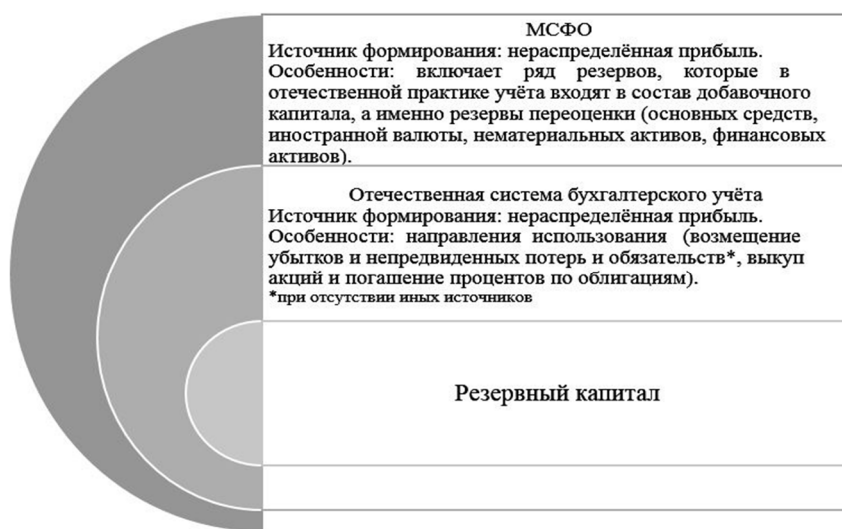 МСФО
Источник формирования: нераспределённая прибыль.
Особенности: включает ряд резервов, которые в
отечественной практике учёта входят в состав добавочного
капитала, а именно резервы переоценки (основных средств,
иностранной валюты, нематериальных активов, финансовых
активов).
Отечественная система бухгалтерского учёта
Источник формирования: нераспределённая прибыль.
Особенности: направления использования (возмещение
убытков и непредвиденных потерь и обязательств*, выкуп
акций и погашение процентов по облигациям).
*при отсутствии иных источников
Резервный капитал